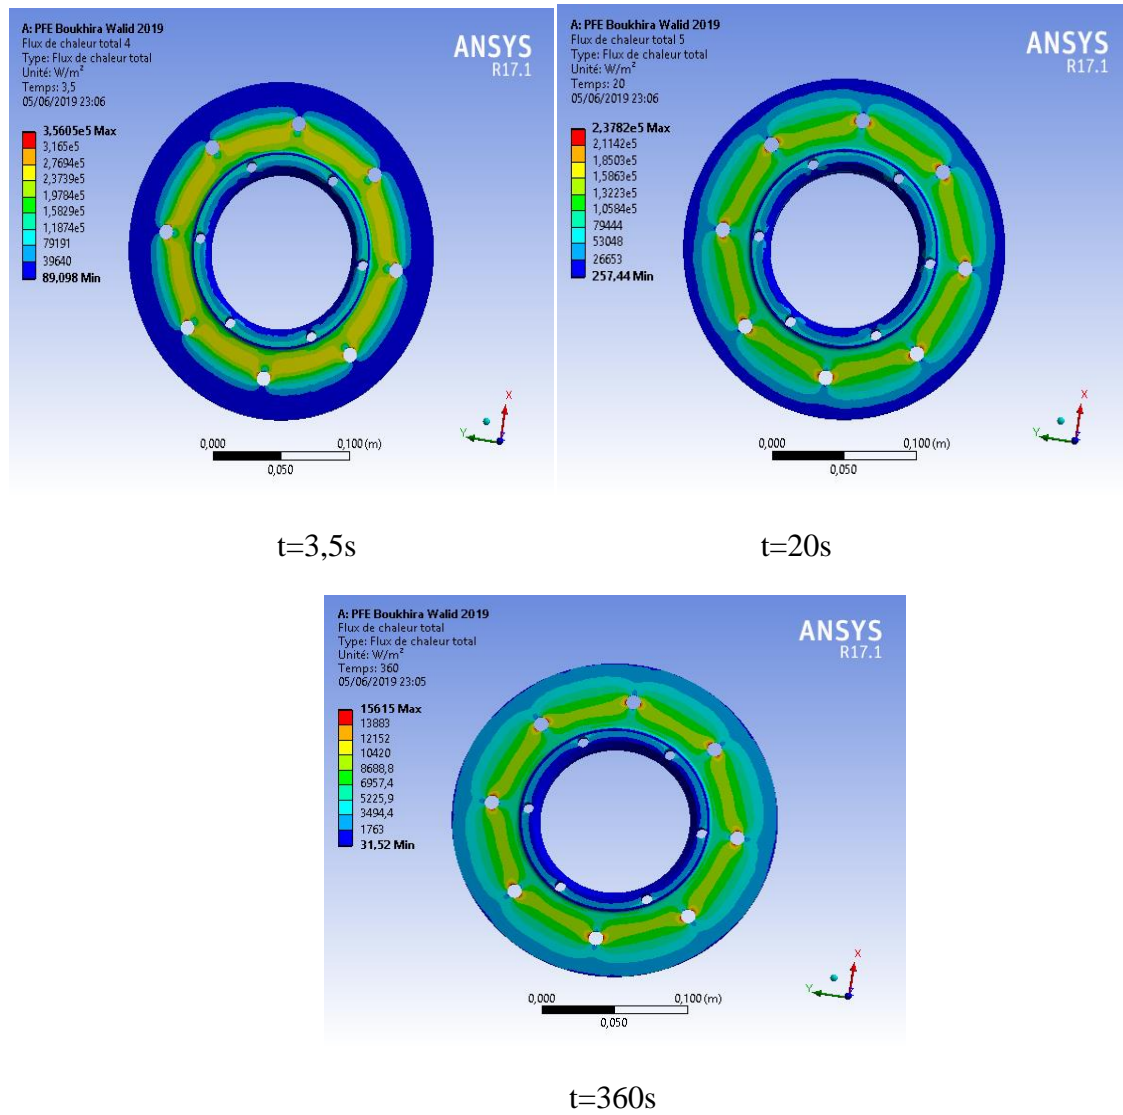 A: PFE Boukhira Walid 2019
Flux de chaleur total 4
Type: Flux de chaleur total
Unité: W/m²
Temps: 3,5
05/06/2019 23:06
ANSYS
R17.1
3,5605e5 Max
3,165e5
2,7694e5
2,3739e5
1,9784e5
1,5829e5
1,1874e5
79191
39640
89,098 Min
X
Y
0,000
0,100 (m)
0,050
A: PFE Boukhira Walid 2019
Flux de chaleur total 5
Type: Flux de chaleur total
Unité: W/m²
Temps: 20
05/06/2019 23:06
ANSYS
R17.1
2,3782e5 Max
2,1142e5
1,8503e5
1,5863e5
1,3223e5
1,0584e5
79444
53048
26653
257,44 Min
X
Y
0,000
0,100 (m)
0,050
t=3,5s
t=20s
A: PFE Boukhira Walid 2019
Flux de chaleur total
Type: Flux de chaleur total
Unité: W/m²
Temps: 360
05/06/2019 23:05
ANSYS
R17.1
15615 Max
13883
12152
10420
8688,8
6957,4
5225,9
3494,4
1763
31,52 Min
X
Y
0,000
0,100 (m)
0,050
t=360s